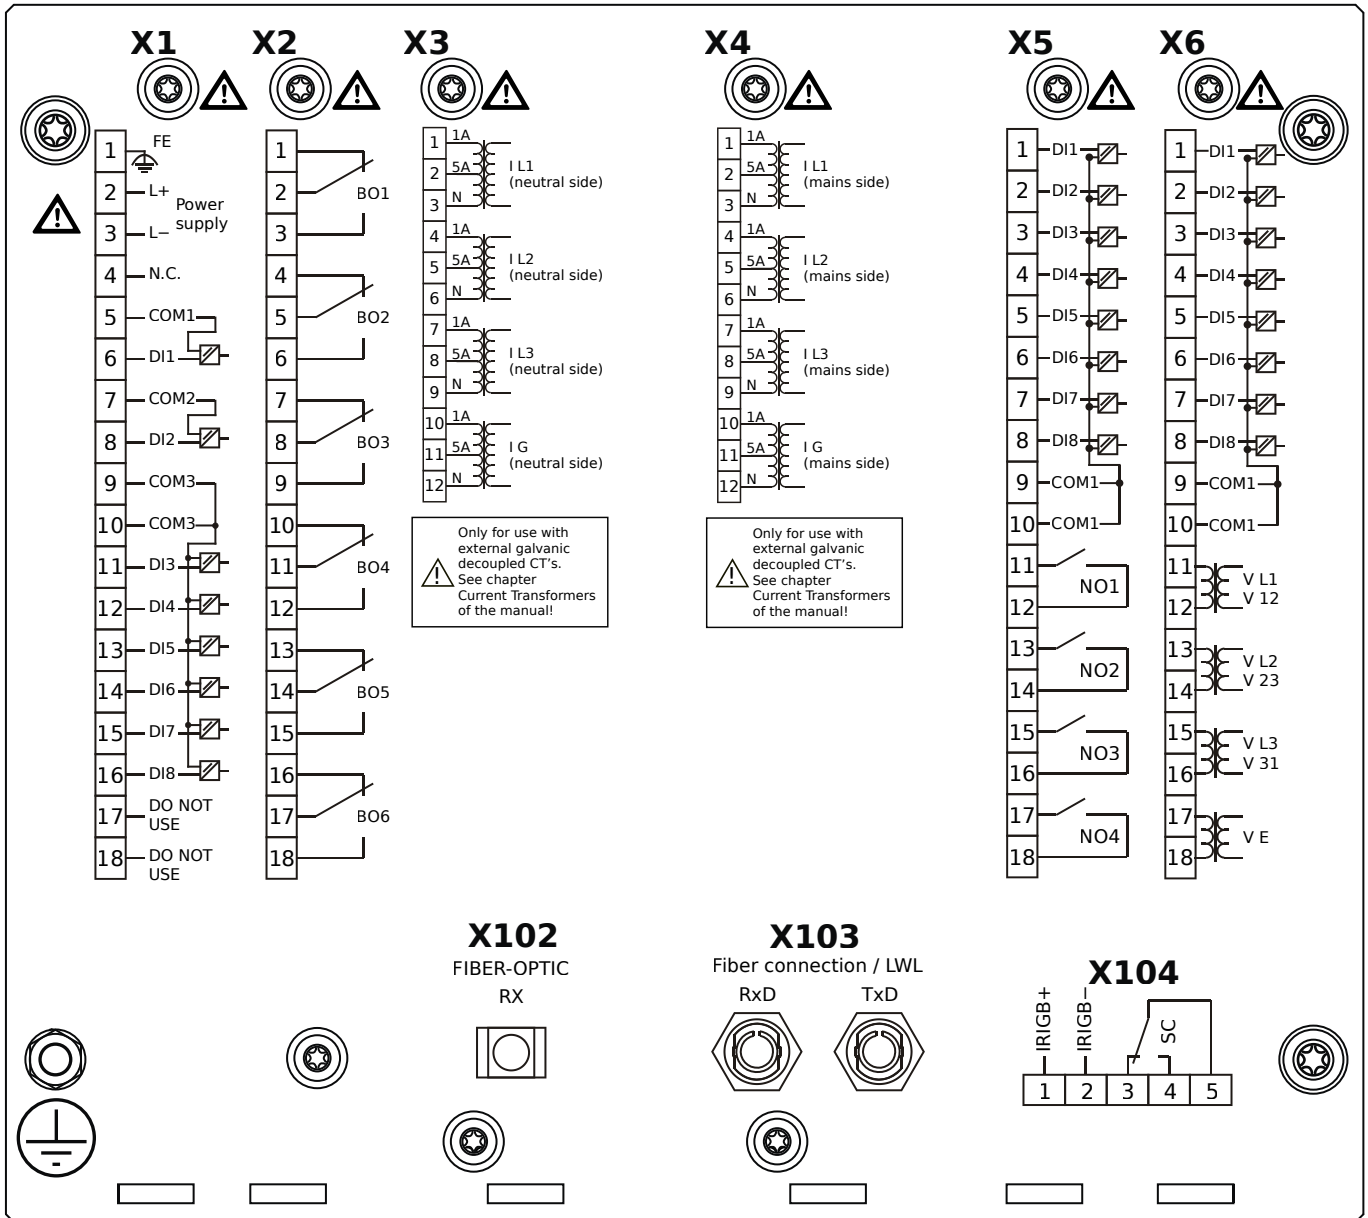 X1
X2
X3
X4
X5
X6
1 FE
2 L+
Power
supply
3 L−
4 N.C.
5 COM1
6 DI1
7 COM2
8 DI2
9 COM3
10 COM3
11 DI3
12 DI4
13 DI5
14 DI6
15 DI7
16 DI8
17 DO NOT
USE
18 DO NOT
USE
1
2 BO1
3
4
5 BO2
6
7
8 BO3
9
10
11 BO4
12
13
14 BO5
15
16
17 BO6
18
1 1A
2 5A
3 N
I L1
(neutral side)
4 1A
5 5A
6 N
I L2
(neutral side)
7 1A
8 5A
9 N
I L3
(neutral side)
10 1A
11 5A
12 N
I G
(neutral side)
Only for use with
external galvanic
decoupled CT's.
See chapter
Current Transformers
of the manual!
1 1A
2 5A
3 N
I L1
(mains side)
4 1A
5 5A
6 N
I L2
(mains side)
7 1A
8 5A
9 N
I L3
(mains side)
10 1A
11 5A
12 N
I G
(mains side)
Only for use with
external galvanic
decoupled CT's.
See chapter
Current Transformers
of the manual!
1 DI1
2 DI2
3 DI3
4 DI4
5 DI5
6 DI6
7 DI7
8 DI8
9 COM1
10 COM1
11
NO1
12
13
NO2
14
15
NO3
16
17
NO4
18
1 DI1
2 DI2
3 DI3
4 DI4
5 DI5
6 DI6
7 DI7
8 DI8
9 COM1
10 COM1
11 V L1
12 V 12
13 V L2
14 V 23
15 V L3
16 V 31
17
V E
18
X102
FIBER-OPTIC
RX
X103
Fiber connection / LWL
RxD TxD
X104
IRIGB+
IRIGB−
SC
1 2 3 4 5